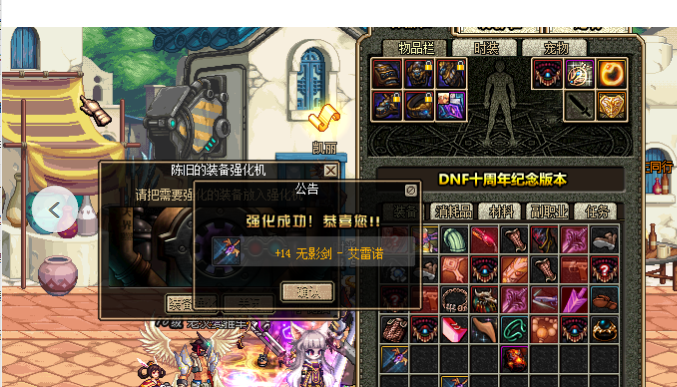 物品栏 时装 宠物
凯丽
DNF十周年纪念版本
陈旧的装备强化机
公告
请把需要强化的装备放入强化机
装备 消耗品 材料 副职业 任务
强化成功！恭喜您!!
+14 无影剑 - 艾雷诺
确认